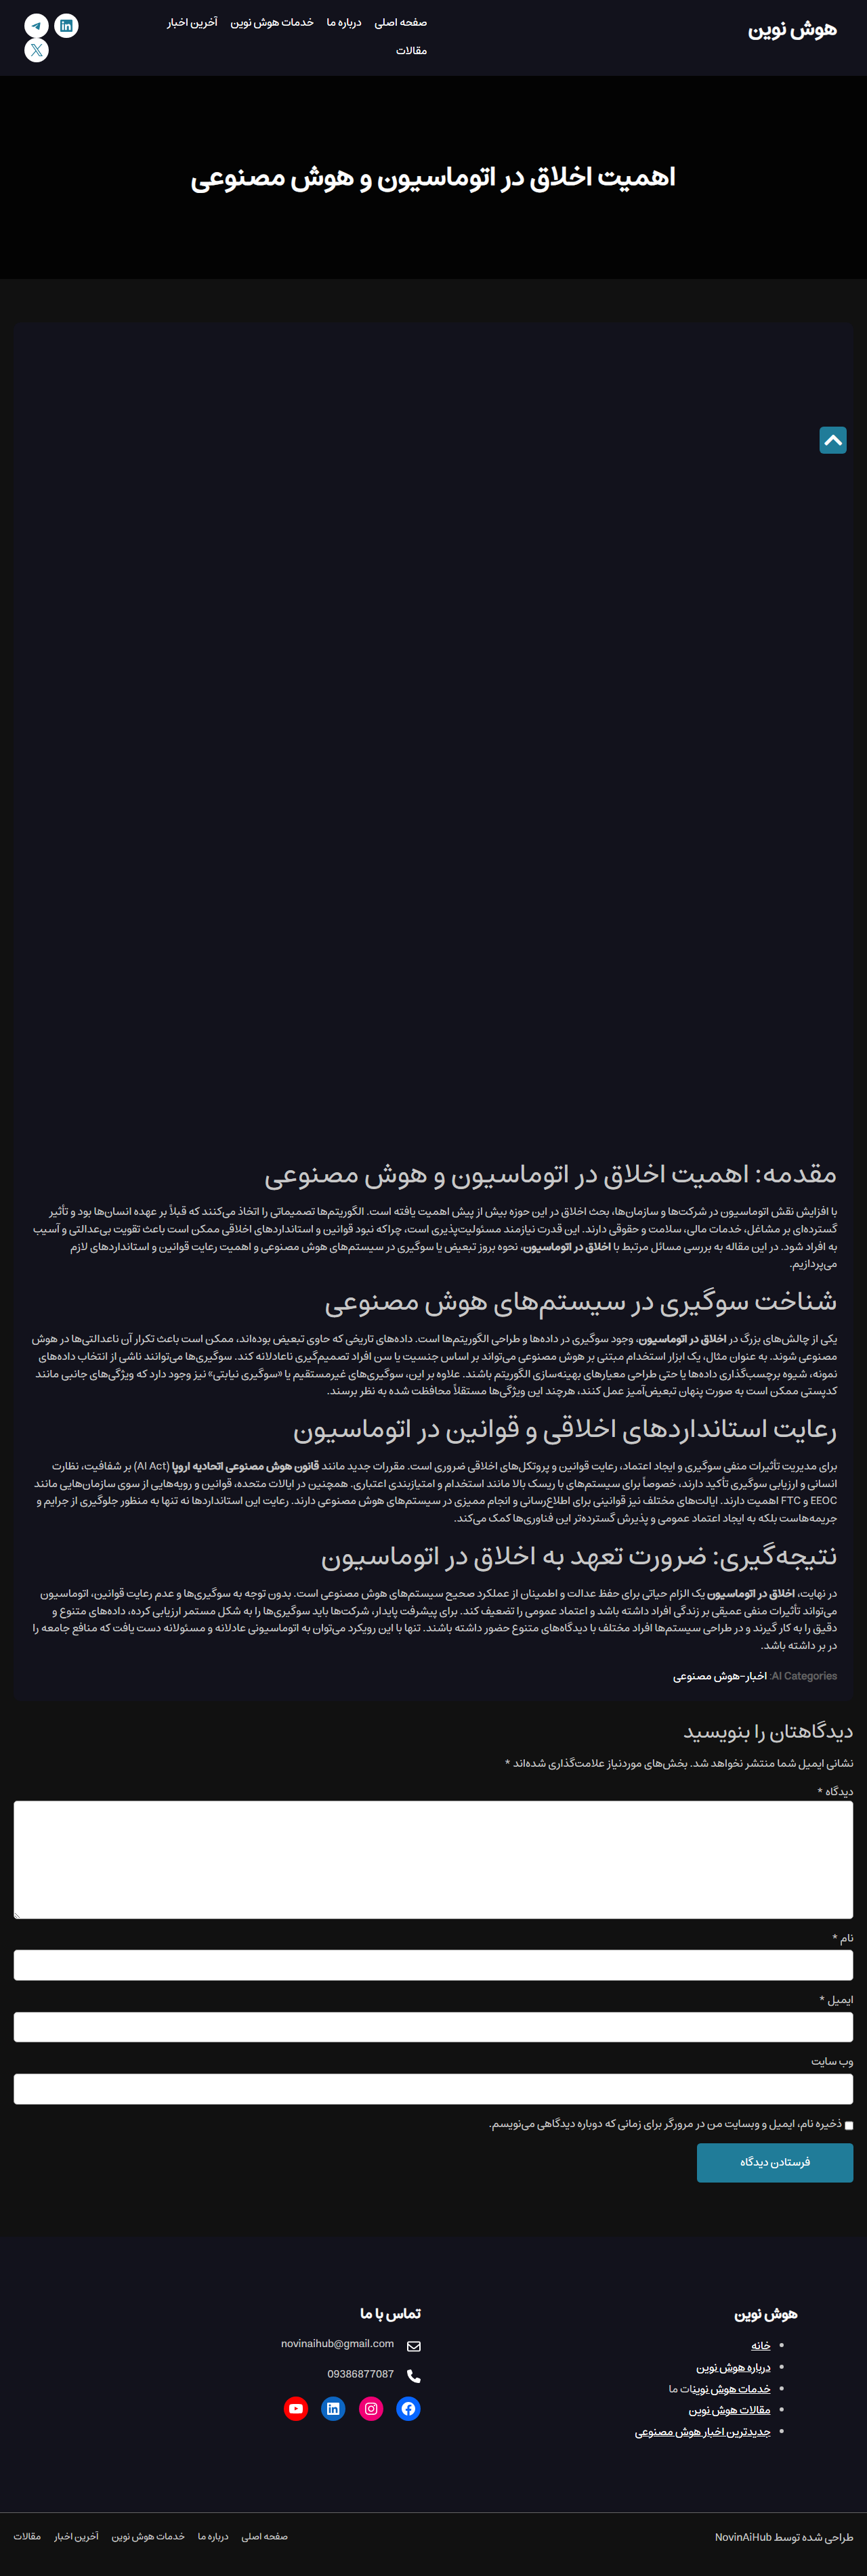 هوش نوین
صفحه اصلی درباره ما خدمات هوش نوین آخرین اخبار
مقالات
اهمیت اخلاق در اتوماسیون و هوش مصنوعی
مقدمه: اهمیت اخلاق در اتوماسیون و هوش مصنوعی
با افزایش نقش اتوماسیون در شرکت‌ها و سازمان‌ها، بحث اخلاق در این حوزه بیش از پیش اهمیت یافته است. الگوریتم‌ها تصمیماتی را اتخاذ می‌کنند که قبلاً بر عهده انسان‌ها بود و تأثیر
گسترده‌ای بر مشاغل، خدمات مالی، سلامت و حقوقی دارند. این قدرت نیازمند مسئولیت‌پذیری است، چراکه نبود قوانین و استانداردهای اخلاقی ممکن است باعث تقویت بی‌عدالتی و آسیب
به افراد شود. در این مقاله به بررسی مسائل مرتبط با اخلاق در اتوماسیون، نحوه بروز تبعیض یا سوگیری در سیستم‌های هوش مصنوعی و اهمیت رعایت قوانین و استانداردهای لازم
می‌پردازیم.
شناخت سوگیری در سیستم‌های هوش مصنوعی
یکی از چالش‌های بزرگ در اخلاق در اتوماسیون، وجود سوگیری در داده‌ها و طراحی الگوریتم‌ها است. داده‌های تاریخی که حاوی تبعیض بوده‌اند، ممکن است باعث تکرار آن ناعدالتی‌ها در هوش
مصنوعی شوند. به عنوان مثال، یک ابزار استخدام مبتنی بر هوش مصنوعی می‌تواند بر اساس جنسیت یا سن افراد تصمیم‌گیری ناعادلانه کند. سوگیری‌ها می‌توانند ناشی از انتخاب داده‌های
نمونه، شیوه برچسب‌گذاری داده‌ها یا حتی طراحی معیارهای بهینه‌سازی الگوریتم باشند. علاوه بر این، سوگیری‌های غیرمستقیم یا «سوگیری نیابتی» نیز وجود دارد که ویژگی‌های جانبی مانند
کدپستی ممکن است به صورت پنهان تبعیض‌آمیز عمل کنند، هرچند این ویژگی‌ها مستقلاً محافظت شده به نظر برسند.
رعایت استانداردهای اخلاقی و قوانین در اتوماسیون
برای مدیریت تأثیرات منفی سوگیری و ایجاد اعتماد، رعایت قوانین و پروتکل‌های اخلاقی ضروری است. مقررات جدید مانند قانون هوش مصنوعی اتحادیه اروپا (AI Act) بر شفافیت، نظارت
انسانی و ارزیابی سوگیری تأکید دارند، خصوصاً برای سیستم‌های با ریسک بالا مانند استخدام و امتیازبندی اعتباری. همچنین در ایالات متحده، قوانین و رویه‌هایی از سوی سازمان‌هایی مانند
EEOC و FTC اهمیت دارند. ایالت‌های مختلف نیز قوانینی برای اطلاع‌رسانی و انجام ممیزی در سیستم‌های هوش مصنوعی دارند. رعایت این استانداردها نه تنها به منظور جلوگیری از جرایم و
جریمه‌هاست بلکه به ایجاد اعتماد عمومی و پذیرش گسترده‌تر این فناوری‌ها کمک می‌کند.
نتیجه‌گیری: ضرورت تعهد به اخلاق در اتوماسیون
در نهایت، اخلاق در اتوماسیون یک الزام حیاتی برای حفظ عدالت و اطمینان از عملکرد صحیح سیستم‌های هوش مصنوعی است. بدون توجه به سوگیری‌ها و عدم رعایت قوانین، اتوماسیون
می‌تواند تأثیرات منفی عمیقی بر زندگی افراد داشته باشد و اعتماد عمومی را تضعیف کند. برای پیشرفت پایدار، شرکت‌ها باید سوگیری‌ها را به شکل مستمر ارزیابی کرده، داده‌های متنوع و
دقیق را به کار گیرند و در طراحی سیستم‌ها افراد مختلف با دیدگاه‌های متنوع حضور داشته باشند. تنها با این رویکرد می‌توان به اتوماسیونی عادلانه و مسئولانه دست یافت که منافع جامعه را
در بر داشته باشد.
AI Categories: اخبار-هوش مصنوعی
دیدگاهتان را بنویسید
نشانی ایمیل شما منتشر نخواهد شد. بخش‌های موردنیاز علامت‌گذاری شده‌اند *
دیدگاه *
نام *
ایمیل *
وب‌ سایت
ذخیره نام، ایمیل و وبسایت من در مرورگر برای زمانی که دوباره دیدگاهی می‌نویسم.
فرستادن دیدگاه
هوش نوین
خانه
درباره هوش نوین
خدمات هوش نوینات ما
مقالات هوش نوین
جدیدترین اخبار هوش مصنوعی
تماس با ما
novinaihub@gmail.com
09386877087
طراحی شده توسط NovinAiHub
صفحه اصلی درباره ما خدمات هوش نوین آخرین اخبار مقالات